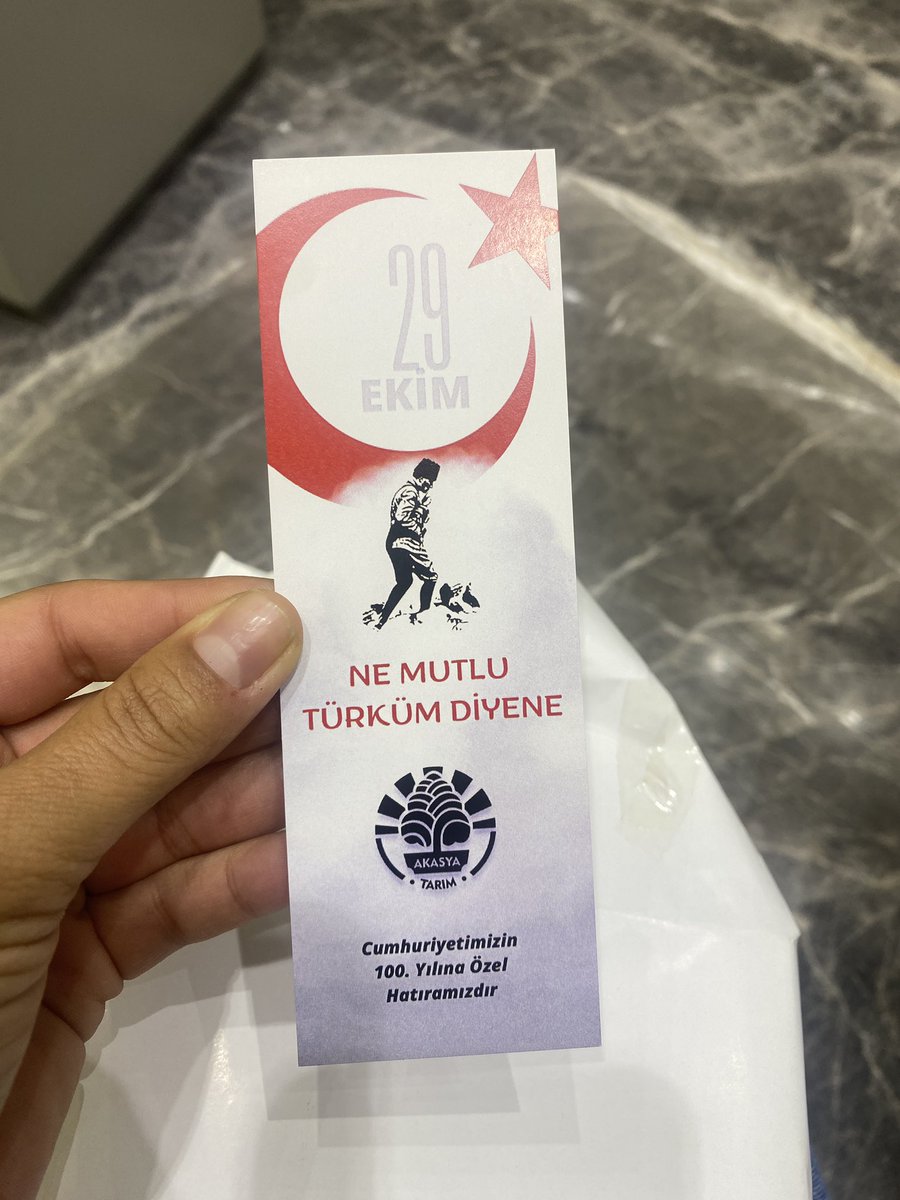 29
EKİM
NE MUTLU
TÜRKÜM DİYENE
AKASYA
TARIM
Cumhuriyetimizin
100. Yılına Özel
Hatıramızdır